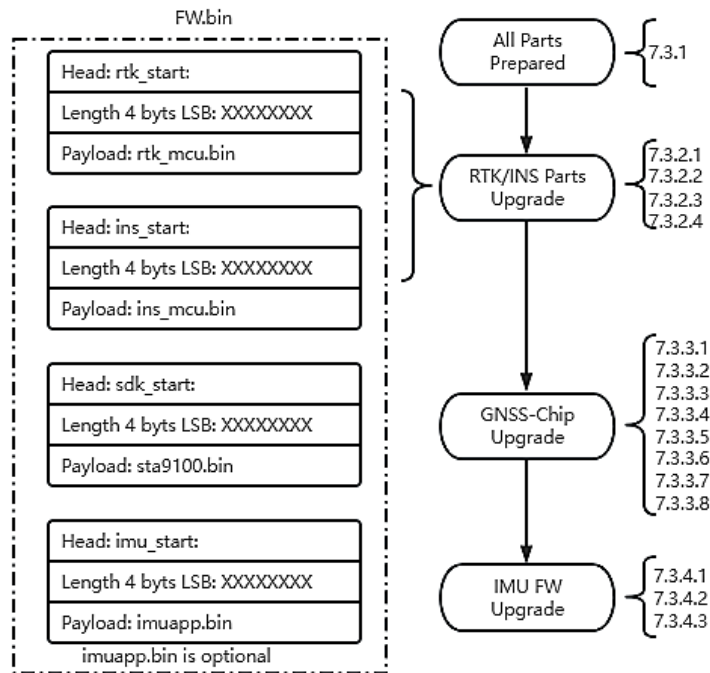 FW.bin
Head: rtk_start:
Length 4 byts LSB: XXXXXXXX
Payload: rtk_mcu.bin
Head: ins_start:
Length 4 byts LSB: XXXXXXXX
Payload: ins_mcu.bin
Head: sdk_start:
Length 4 byts LSB: XXXXXXXX
Payload: sta9100.bin
Head: imu_start:
Length 4 byts LSB: XXXXXXXX
Payload: imuapp.bin
imuapp.bin is optional
All Parts
Prepared
7.3.1
RTK/INS Parts
Upgrade
7.3.2.1
7.3.2.2
7.3.2.3
7.3.2.4
GNSS-Chip
Upgrade
7.3.3.1
7.3.3.2
7.3.3.3
7.3.3.4
7.3.3.5
7.3.3.6
7.3.3.7
7.3.3.8
IMU FW
Upgrade
7.3.4.1
7.3.4.2
7.3.4.3